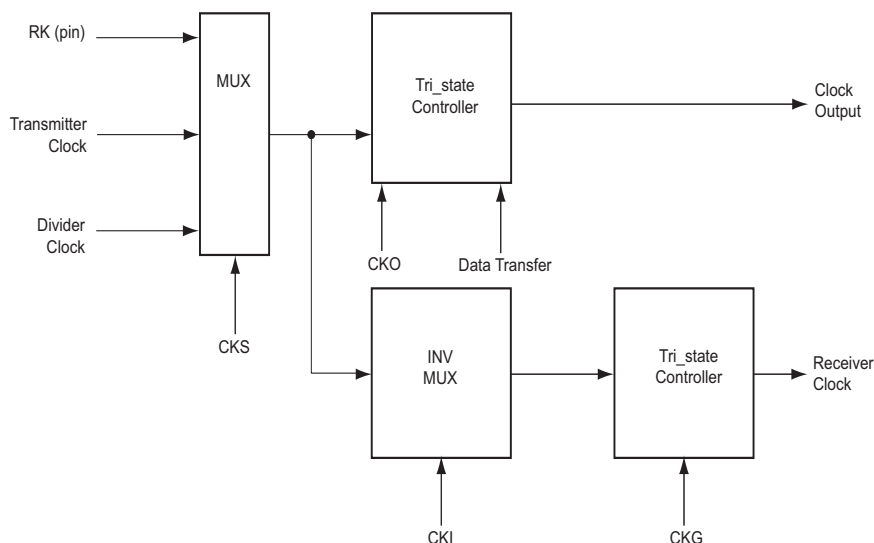 RK (pin)
MUX
Tri_state
Controller
Clock
Output
Transmitter
Clock
Divider
Clock
CKO
Data Transfer
CKS
INV
MUX
Tri_state
Controller
Receiver
Clock
CKI
CKG